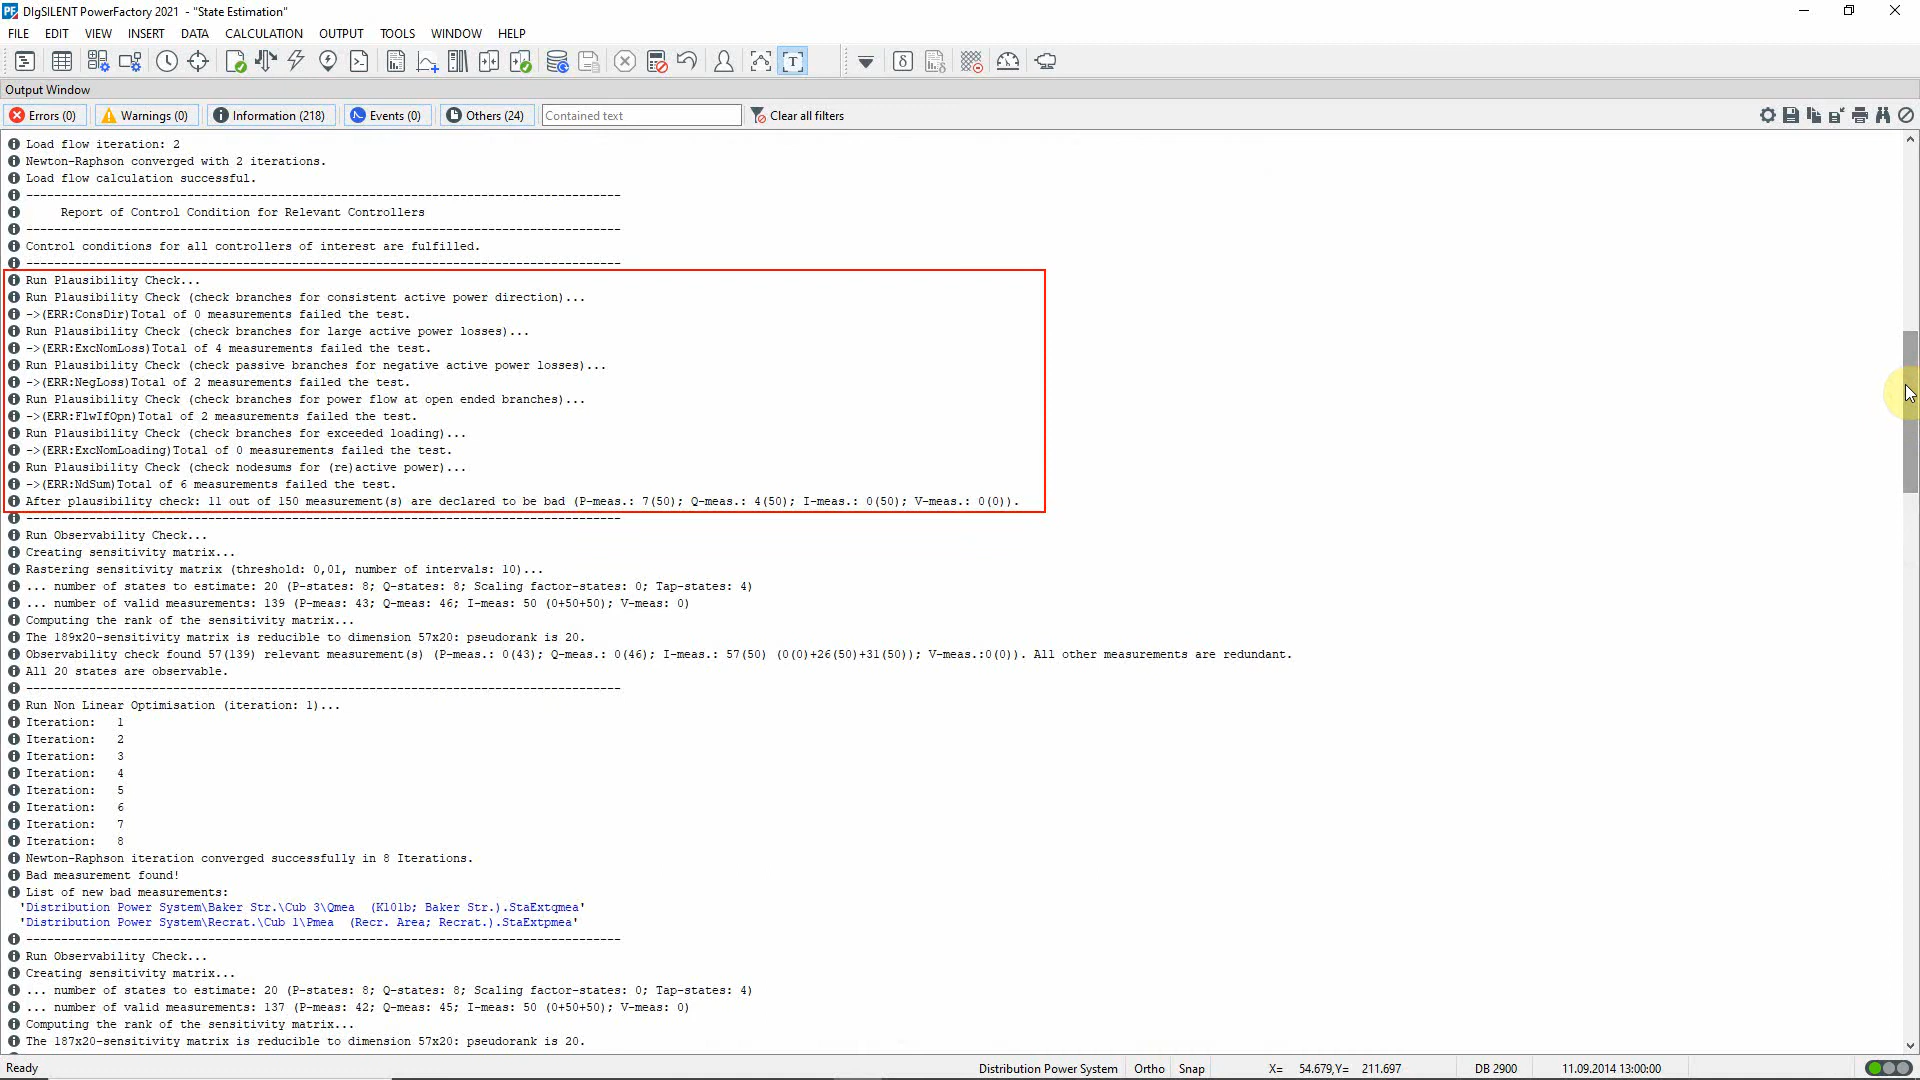 DIgSILENT PowerFactory 2021 - "State Estimation"
FILE EDIT VIEW INSERT DATA CALCULATION OUTPUT TOOLS WINDOW HELP
Output Window
Errors (0) Warnings (0) Information (218) Events (0) Others (24) Contained text Clear all filters
Load flow iteration: 2
Newton-Raphson converged with 2 iterations.
Load flow calculation successful.
--------------------------------------------------------------------------------
Report of Control Condition for Relevant Controllers
--------------------------------------------------------------------------------
Control conditions for all controllers of interest are fulfilled.
--------------------------------------------------------------------------------
Run Plausibility Check...
Run Plausibility Check (check branches for consistent active power direction)...
->(ERR:ConsDir)Total of 0 measurements failed the test.
Run Plausibility Check (check branches for large active power losses)...
->(ERR:ExcNomLoss)Total of 4 measurements failed the test.
Run Plausibility Check (check passive branches for negative active power losses)...
->(ERR:NegLoss)Total of 2 measurements failed the test.
Run Plausibility Check (check branches for power flow at open ended branches)...
->(ERR:FlwIfOpn)Total of 2 measurements failed the test.
Run Plausibility Check (check branches for exceeded loading)...
->(ERR:ExcNomLoading)Total of 0 measurements failed the test.
Run Plausibility Check (check nodesums for (re)active power)...
->(ERR:NdSum)Total of 6 measurements failed the test.
After plausibility check: 11 out of 150 measurement(s) are declared to be bad (P-meas.: 7(50); Q-meas.: 4(50); I-meas.: 0(50); V-meas.: 0(0)).
--------------------------------------------------------------------------------
Run Observability Check...
Creating sensitivity matrix...
Rastering sensitivity matrix (threshold: 0,01, number of intervals: 10)...
... number of states to estimate: 20 (P-states: 8; Q-states: 8; Scaling factor-states: 0; Tap-states: 4)
... number of valid measurements: 139 (P-meas: 43; Q-meas: 46; I-meas: 50 (0+50+50); V-meas: 0)
Computing the rank of the sensitivity matrix...
The 189x20-sensitivity matrix is reducible to dimension 57x20: pseudorank is 20.
Observability check found 57(139) relevant measurement(s) (P-meas.: 0(43); Q-meas.: 0(46); I-meas.: 57(50) (0(0)+26(50)+31(50)); V-meas.:0(0)). All other measurements are redundant.
All 20 states are observable.
--------------------------------------------------------------------------------
Run Non Linear Optimisation (iteration: 1)...
Iteration: 1
Iteration: 2
Iteration: 3
Iteration: 4
Iteration: 5
Iteration: 6
Iteration: 7
Iteration: 8
Newton-Raphson iteration converged successfully in 8 Iterations.
Bad measurement found!
List of new bad measurements:
'Distribution Power System\Baker Str.\Cub 3\Qmea (K101b; Baker Str.).StaExtqmea'
'Distribution Power System\Recrat.\Cub 1\Pmea (Recr. Area; Recrat.).StaExtpmea'
--------------------------------------------------------------------------------
Run Observability Check...
Creating sensitivity matrix...
... number of states to estimate: 20 (P-states: 8; Q-states: 8; Scaling factor-states: 0; Tap-states: 4)
... number of valid measurements: 137 (P-meas: 42; Q-meas: 45; I-meas: 50 (0+50+50); V-meas: 0)
Computing the rank of the sensitivity matrix...
The 187x20-sensitivity matrix is reducible to dimension 57x20: pseudorank is 20.
Ready Distribution Power System Ortho Snap X= 54.679,Y= 211.697 DB 2900 11.09.2014 13:00:00